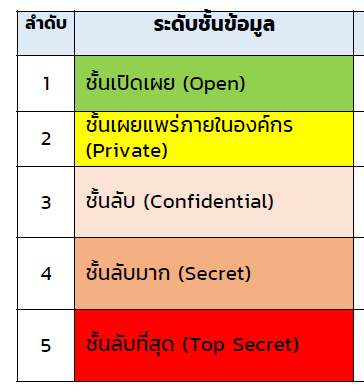 ลำดับ ระดับชั้นข้อมูล
1 ชั้นเปิดเผย (Open)
2 ชั้นเผยแพร่ภายในองค์กร
(Private)
3 ชั้นลับ (Confidential)
4 ชั้นลับมาก (Secret)
5 ชั้นลับที่สุด (Top Secret)